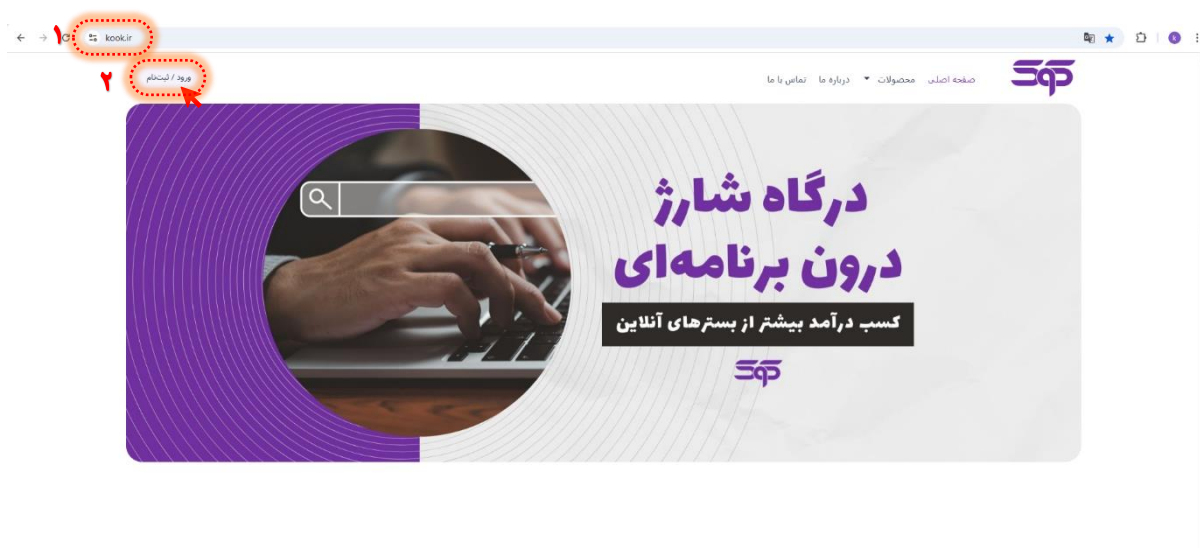 ۱
kook.ir
k
کوک
صفحه اصلی محصولات درباره ما تماس با ما
ورود / ثبت‌نام
۲
درگاه شارژ
درون برنامه‌ای
کسب درآمد بیشتر از بسترهای آنلاین
کوک